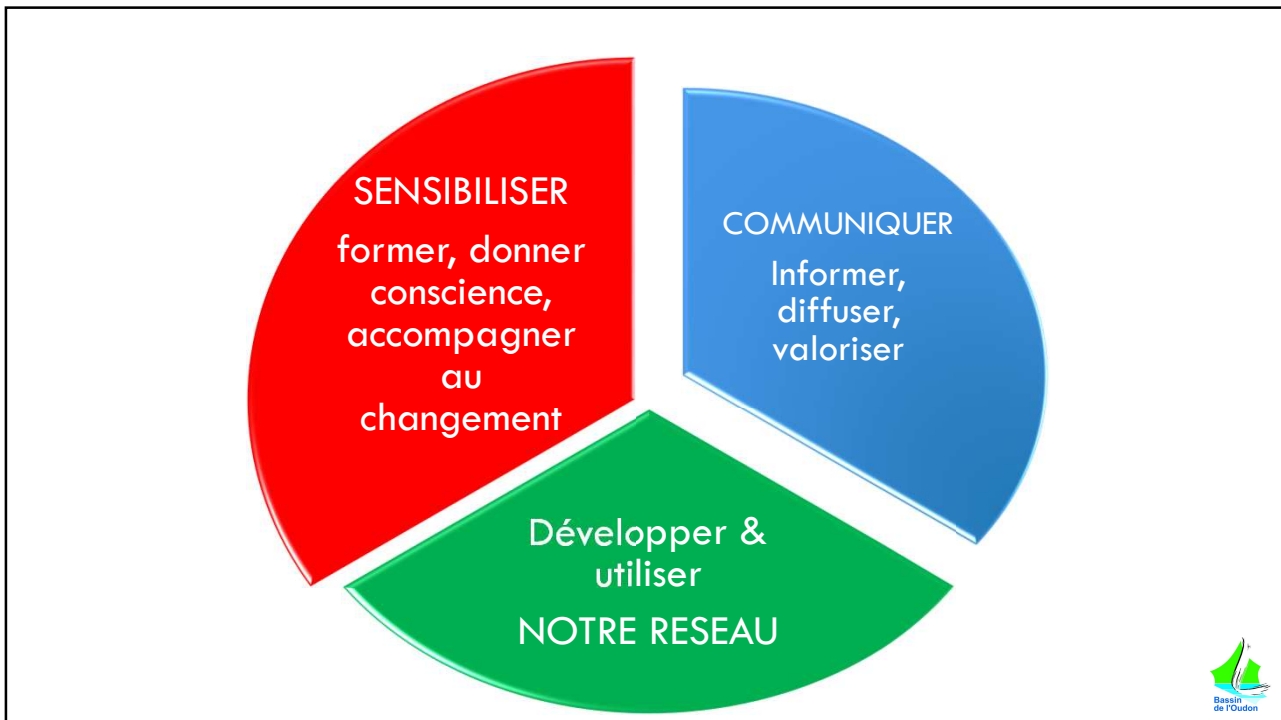 SENSIBILISER
former, donner
conscience,
accompagner
au
changement
COMMUNIQUER
Informer,
diffuser,
valoriser
Développer &
utiliser
NOTRE RESEAU
Bassin
de l'Oudon